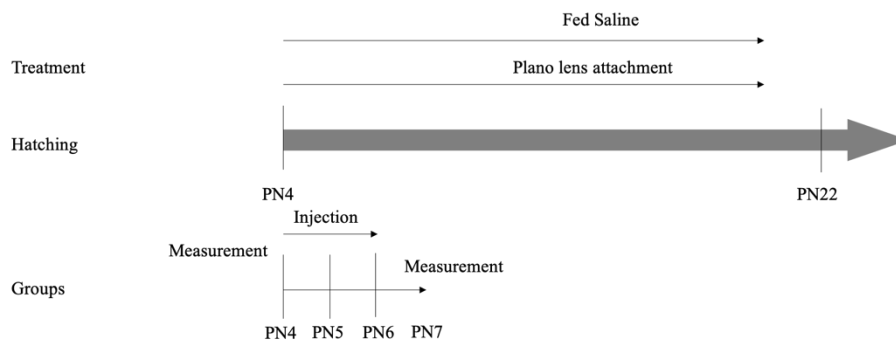 Fed Saline
Treatment
Plano lens attachment
Hatching
PN4 PN22
Injection
Measurement
Measurement
Groups
PN4 PN5 PN6 PN7